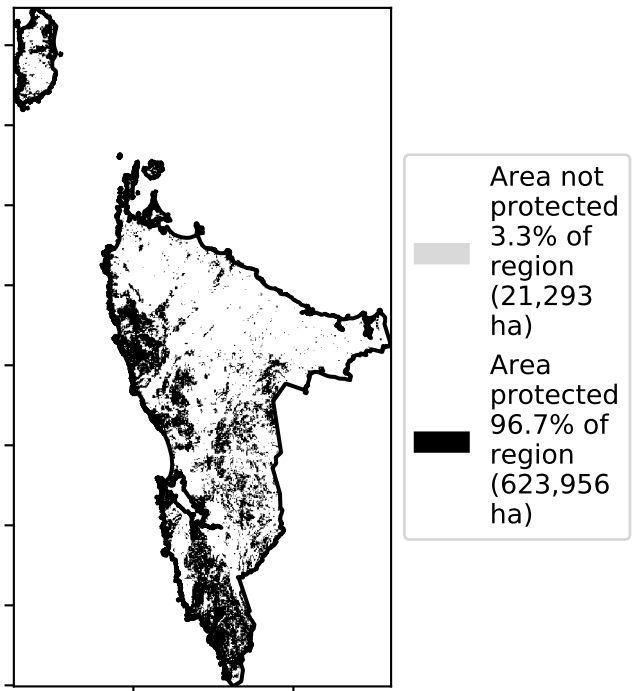 Area not
protected
3.3% of
region
(21,293
ha)
Area
protected
96.7% of
region
(623,956
ha)